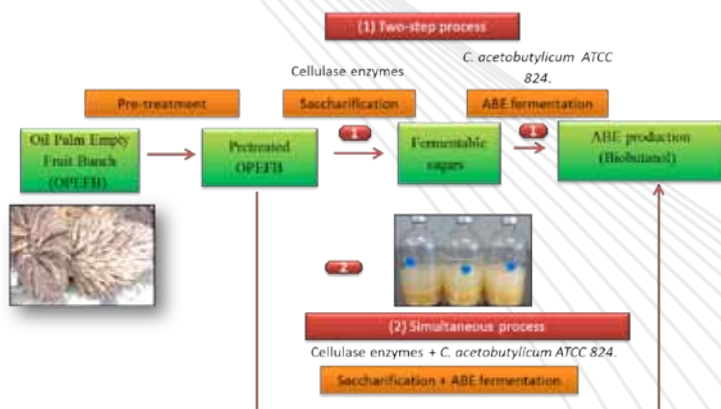 (1) Two-step process
C. acetobutylicum ATCC
824.
Cellulase enzymes
Pre-treatment
Saccharification
ABE fermentation
1
1
Oil Palm Empty
Fruit Bunch
(OPEFB)
Pretreated
OPEFB
Fermentable
sugars
ABE production
(Biobutanol)
2
(2) Simultaneous process
Cellulase enzymes + C. acetobutylicum ATCC 824.
Saccharification + ABE fermentation